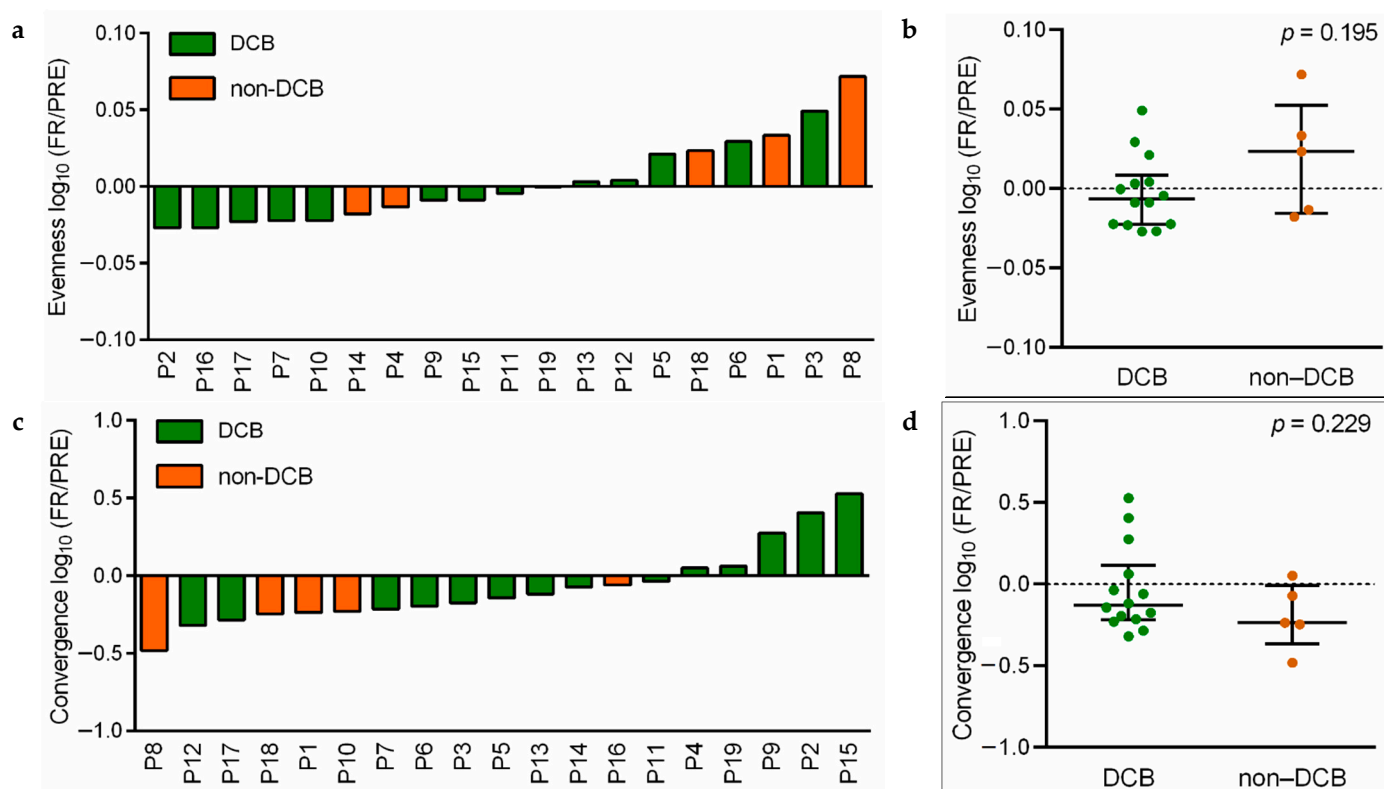 a
Evenness log10 (FR/PRE)
0.10
0.05
0.00
−0.05
−0.10
DCB
non-DCB
P2 P16 P17 P7 P10 P14 P4 P9 P15 P11 P19 P13 P12 P5 P18 P6 P1 P3 P8
b
p = 0.195
Evenness log10 (FR/PRE)
0.10
0.05
0.00
−0.05
−0.10
DCB non–DCB
c
Convergence log10 (FR/PRE)
1.0
0.5
0.0
−0.5
−1.0
DCB
non-DCB
P8 P12 P17 P18 P1 P10 P7 P6 P3 P5 P13 P14 P16 P11 P4 P19 P9 P2 P15
d
p = 0.229
Convergence log10 (FR/PRE)
1.0
0.5
0.0
−0.5
−1.0
DCB non–DCB